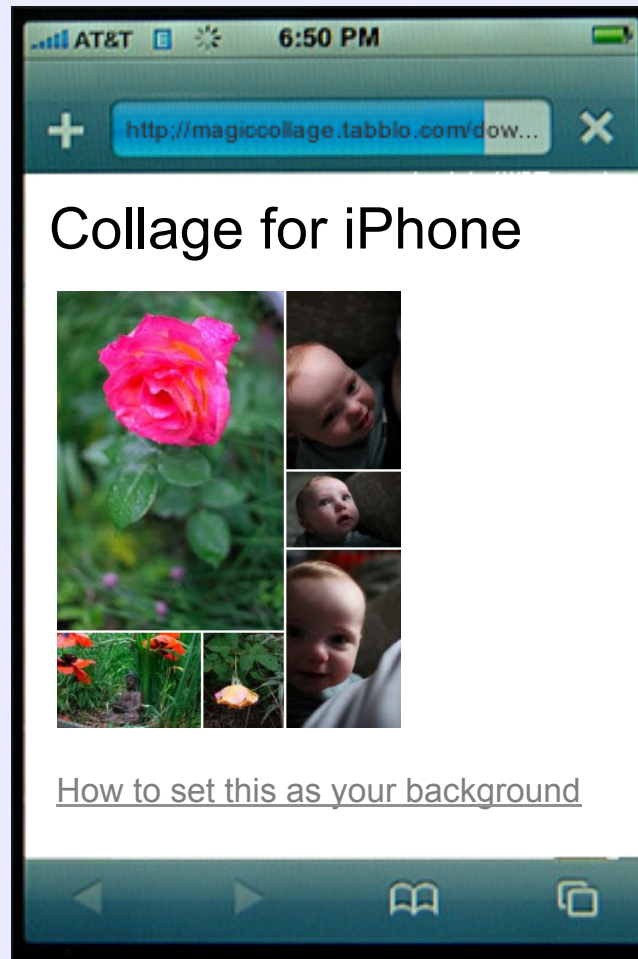 AT&T 6:50 PM
http://magiccollage.tabblo.com/dow...
Collage for iPhone
How to set this as your background